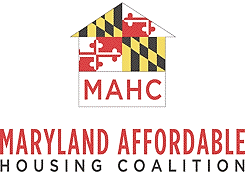 MAHC
MARYLAND AFFORDABLE
HOUSING COALITION